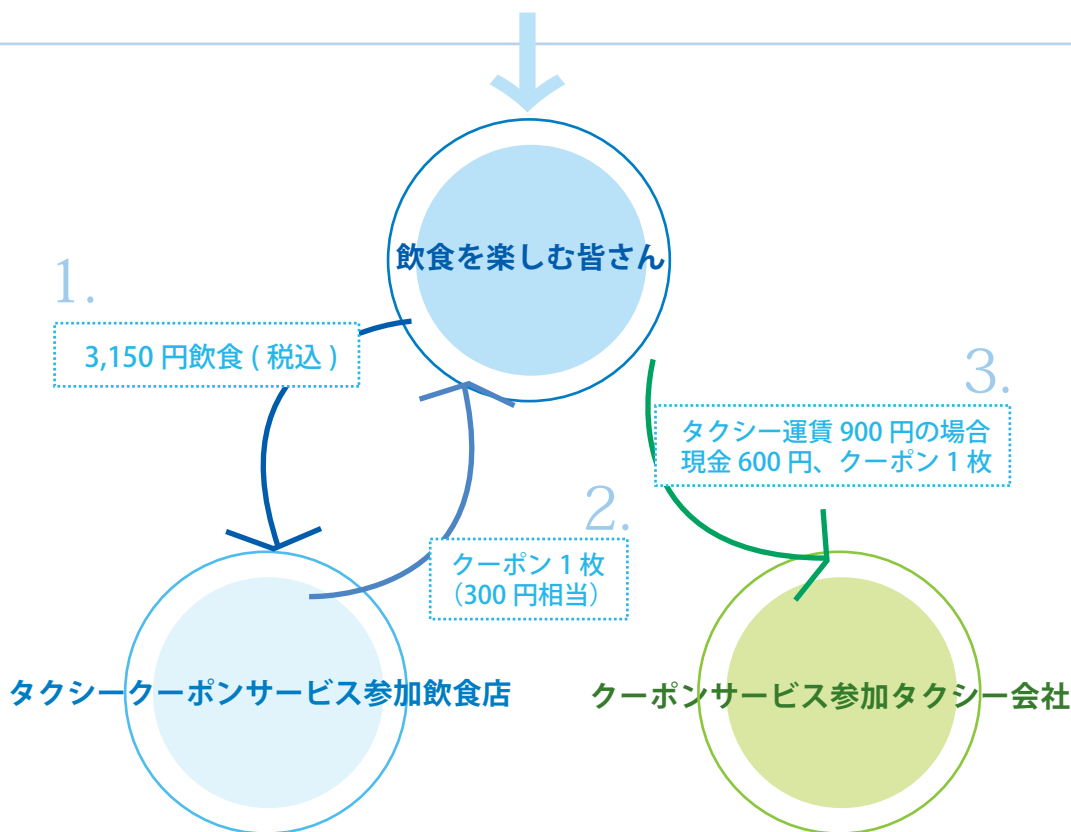 飲食を楽しむ皆さん
1.
3,150 円飲食 ( 税込 )
2.
クーポン 1 枚
（300 円相当）
3.
タクシー運賃 900 円の場合
現金 600 円、クーポン 1 枚
タクシークーポンサービス参加飲食店
クーポンサービス参加タクシー会社